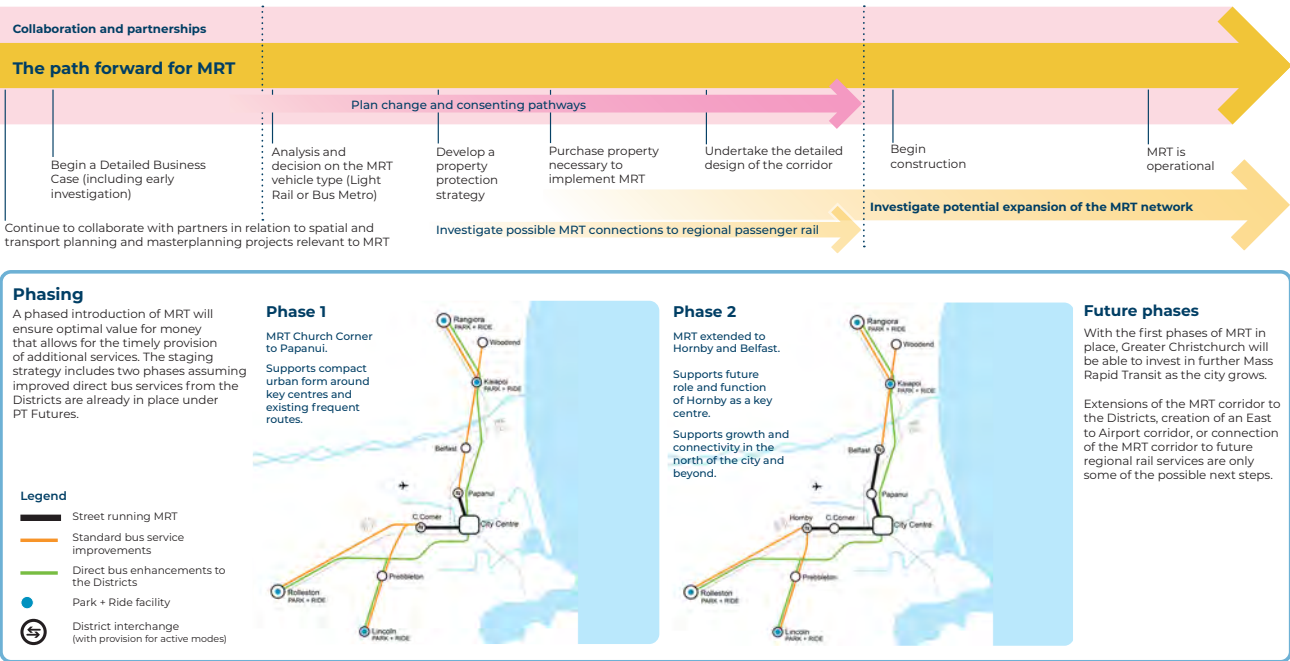 Collaboration and partnerships
The path forward for MRT
Plan change and consenting pathways
Begin a Detailed Business
Case (including early
investigation)
Analysis and
decision on the MRT
vehicle type (Light
Rail or Bus Metro)
Develop a
property
protection
strategy
Purchase property
necessary to
implement MRT
Undertake the detailed
design of the corridor
Begin
construction
MRT is
operational
Continue to collaborate with partners in relation to spatial and
transport planning and masterplanning projects relevant to MRT
Investigate possible MRT connections to regional passenger rail
Investigate potential expansion of the MRT network
Phasing
A phased introduction of MRT will
ensure optimal value for money
that allows for the timely provision
of additional services. The staging
strategy includes two phases assuming
improved direct bus services from the
Districts are already in place under
PT Futures.
Legend
Street running MRT
Standard bus service
improvements
Direct bus enhancements to
the Districts
Park + Ride facility
District interchange
(with provision for active modes)
Phase 1
MRT Church Corner
to Papanui.
Supports compact
urban form around
key centres and
existing frequent
routes.
Rangiora
PARK + RIDE
Woodend
Kaiapoi
PARK + RIDE
Belfast
Papanui
C.Corner
City Centre
Prebbleton
Rolleston
PARK + RIDE
Lincoln
PARK + RIDE
Phase 2
MRT extended to
Hornby and Belfast.
Supports future
role and function
of Hornby as a key
centre.
Supports growth and
connectivity in the
north of the city and
beyond.
Rangiora
PARK + RIDE
Woodend
Kaiapoi
PARK + RIDE
Belfast
Papanui
Hornby
C.Corner
City Centre
Prebbleton
Rolleston
PARK + RIDE
Lincoln
PARK + RIDE
Future phases
With the first phases of MRT in
place, Greater Christchurch will
be able to invest in further Mass
Rapid Transit as the city grows.
Extensions of the MRT corridor to
the Districts, creation of an East
to Airport corridor, or connection
of the MRT corridor to future
regional rail services are only
some of the possible next steps.